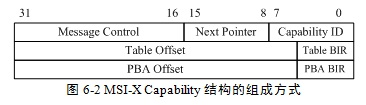 31 16 15 8 7 0
Message Control Next Pointer Capability ID
Table Offset Table BIR
PBA Offset PBA BIR
图 6-2 MSI-X Capability 结构的组成方式